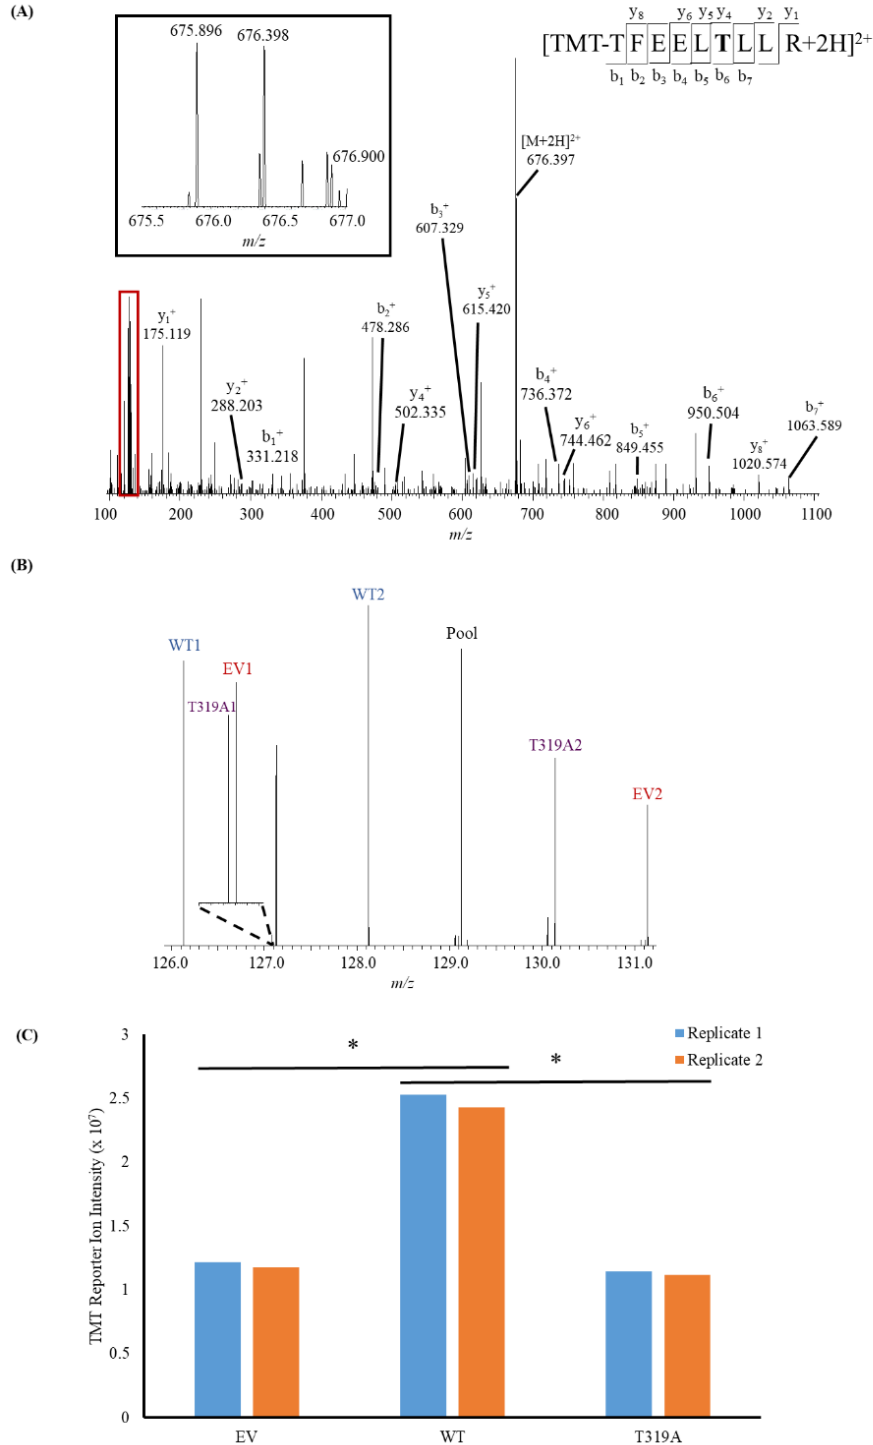 (A)
675.896
676.398
676.900
675.5 676.0 676.5 677.0
m/z
y8 y6 y5 y4 y2 y1
[TMT-TFEELTLLR+2H]2+
b1 b2 b3 b4 b5 b6 b7
[M+2H]2+
676.397
b3+
607.329
y5+
615.420
y1+
175.119
b2+
478.286
y2+
288.203
b1+
331.218
y4+
502.335
b4+
736.372
y6+
744.462
b5+
849.455
b6+
950.504
y8+
1020.574
b7+
1063.589
100 200 300 400 500 600 700 800 900 1000 1100
m/z
(B)
WT2
WT1
Pool
EV1
T319A1
T319A2
EV2
126.0 127.0 128.0 129.0 130.0 131.0
m/z
(C)
Replicate 1
Replicate 2
*
*
TMT Reporter Ion Intensity (x 107)
3
2.5
2
1.5
1
0.5
0
EV WT T319A